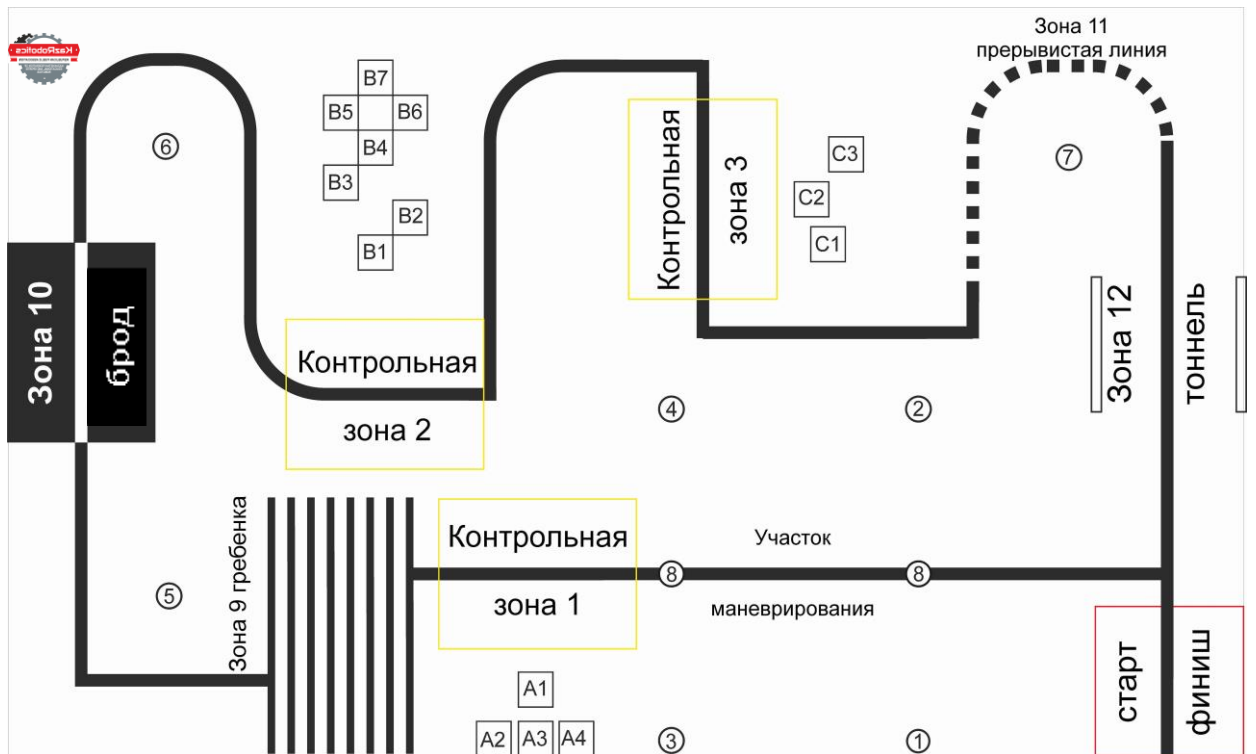 KazRobotics
Зона 11
прерывистая линия
B7
B5
B6
B4
B3
B2
B1
6
Контрольная
зона 3
C3
C2
C1
7
Зона 10
брод
Контрольная
зона 2
4
2
Зона 12
тоннель
Зона 9 гребенка
Контрольная
зона 1
Участок
8
8
маневрирования
5
A1
A2
A3
A4
3
1
старт
финиш